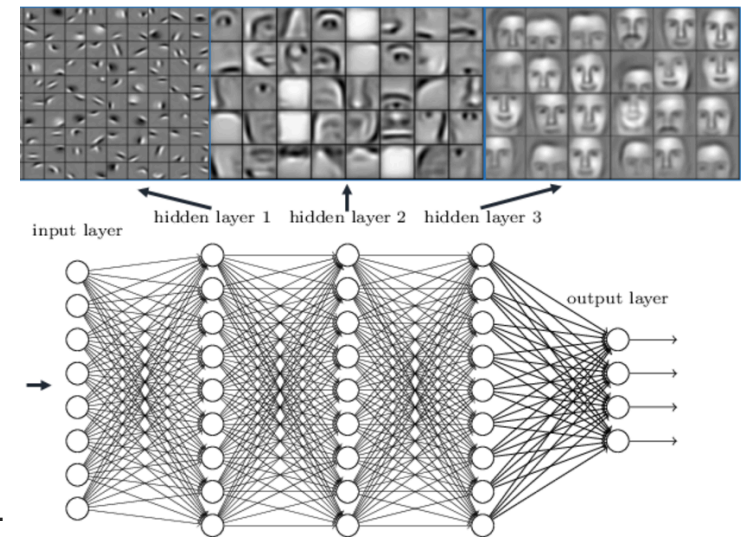 hidden layer 1 hidden layer 2 hidden layer 3
input layer
output layer
.